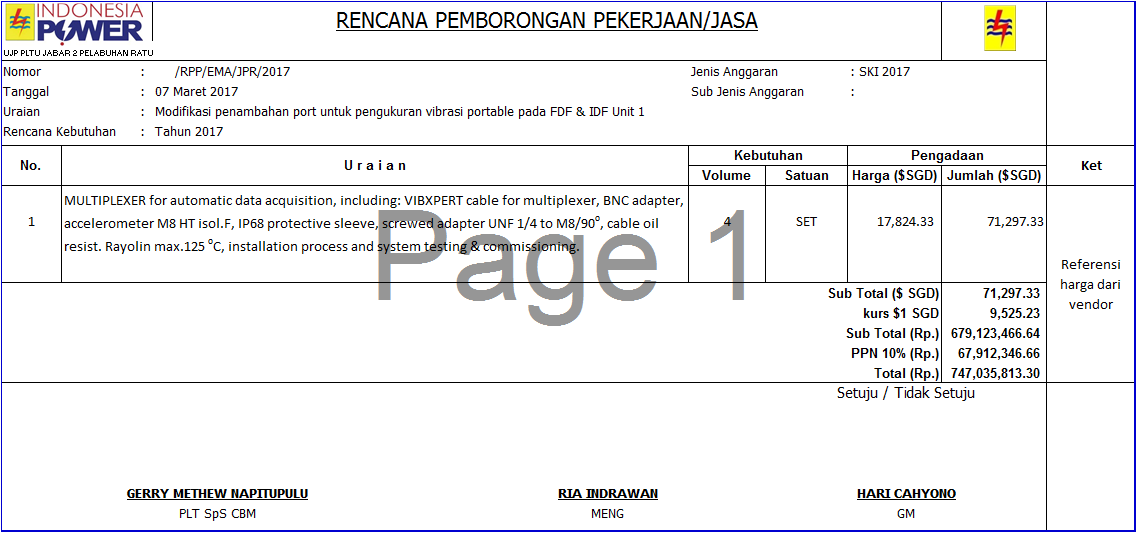 INDONESIA
POWER
UJP PLTU JABAR 2 PELABUHAN RATU
RENCANA PEMBORONGAN PEKERJAAN/JASA
Nomor : /RPP/EMA/JPR/2017 Jenis Anggaran : SKI 2017
Tanggal : 07 Maret 2017 Sub Jenis Anggaran :
Uraian : Modifikasi penambahan port untuk pengukuran vibrasi portable pada FDF & IDF Unit 1
Rencana Kebutuhan : Tahun 2017
No. U r a i a n Kebutuhan Pengadaan Ket
Volume Satuan Harga ($SGD) Jumlah ($SGD)
MULTIPLEXER for automatic data acquisition, including: VIBXPERT cable for multiplexer, BNC adapter,
1 accelerometer M8 HT isol.F, IP68 protective sleeve, screwed adapter UNF 1/4 to M8/90⁰, cable oil 4 SET 17,824.33 71,297.33
resist. Rayolin max.125 ⁰C, installation process and system testing & commissioning.
Page 1
Referensi
harga dari
vendor
Sub Total ($ SGD) 71,297.33
kurs $1 SGD 9,525.23
Sub Total (Rp.) 679,123,466.64
PPN 10% (Rp.) 67,912,346.66
Total (Rp.) 747,035,813.30
Setuju / Tidak Setuju
GERRY METHEW NAPITUPULU RIA INDRAWAN HARI CAHYONO
PLT SpS CBM MENG GM